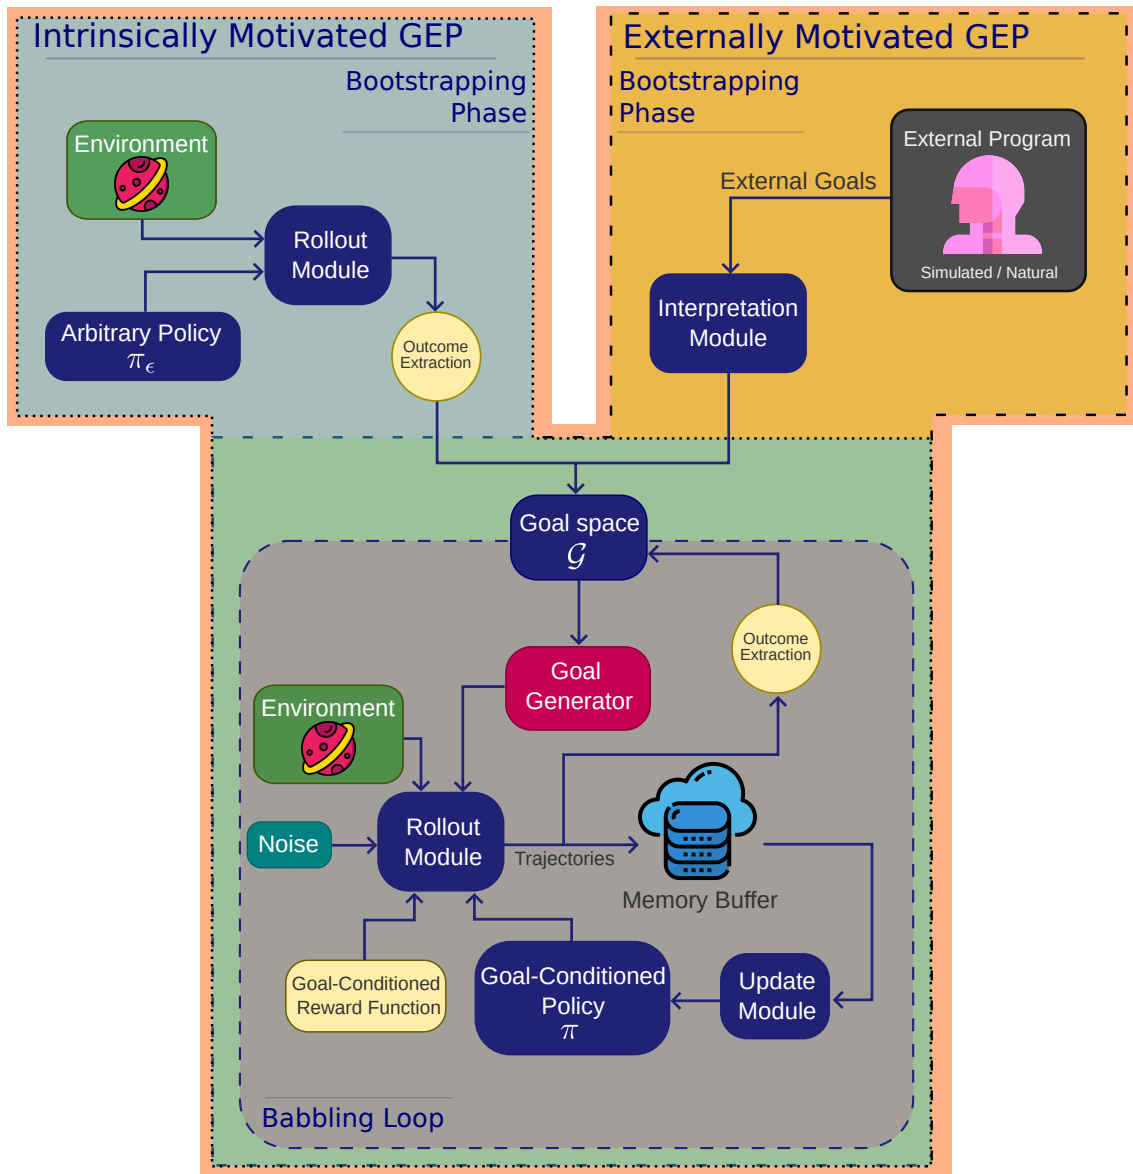 Intrinsically Motivated GEP
Bootstrapping
Phase
Environment
Rollout
Module
Arbitrary Policy
π_ϵ
Outcome
Extraction
Externally Motivated GEP
Bootstrapping
Phase
External Program
Simulated / Natural
External Goals
Interpretation
Module
Goal space
𝒢
Goal
Generator
Outcome
Extraction
Environment
Noise
Rollout
Module
Trajectories
Memory Buffer
Goal-Conditioned
Reward Function
Goal-Conditioned
Policy
π
Update
Module
Babbling Loop